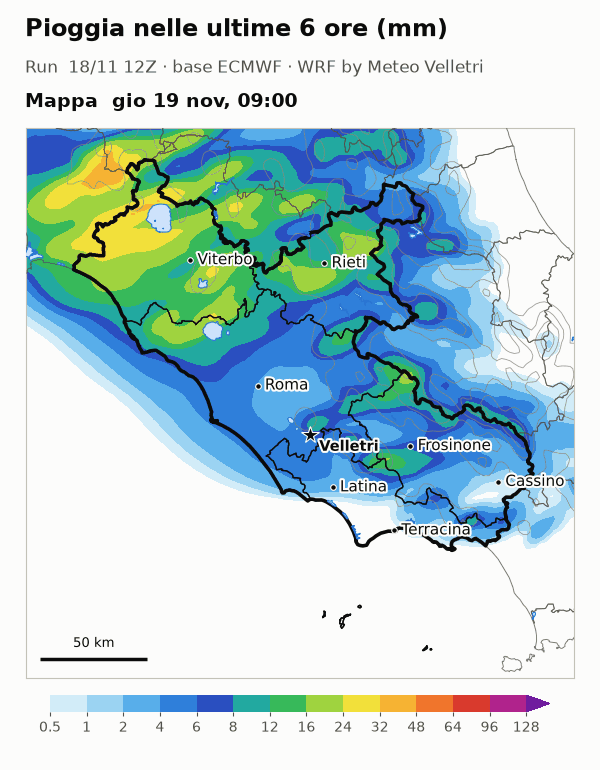 Pioggia nelle ultime 6 ore (mm)
Run 18/11 12Z · base ECMWF · WRF by Meteo Velletri
Mappa gio 19 nov, 09:00
Viterbo
Rieti
Roma
Velletri
Frosinone
Latina
Cassino
Terracina
50 km
0.5 1 2 4 6 8 12 16 24 32 48 64 96 128